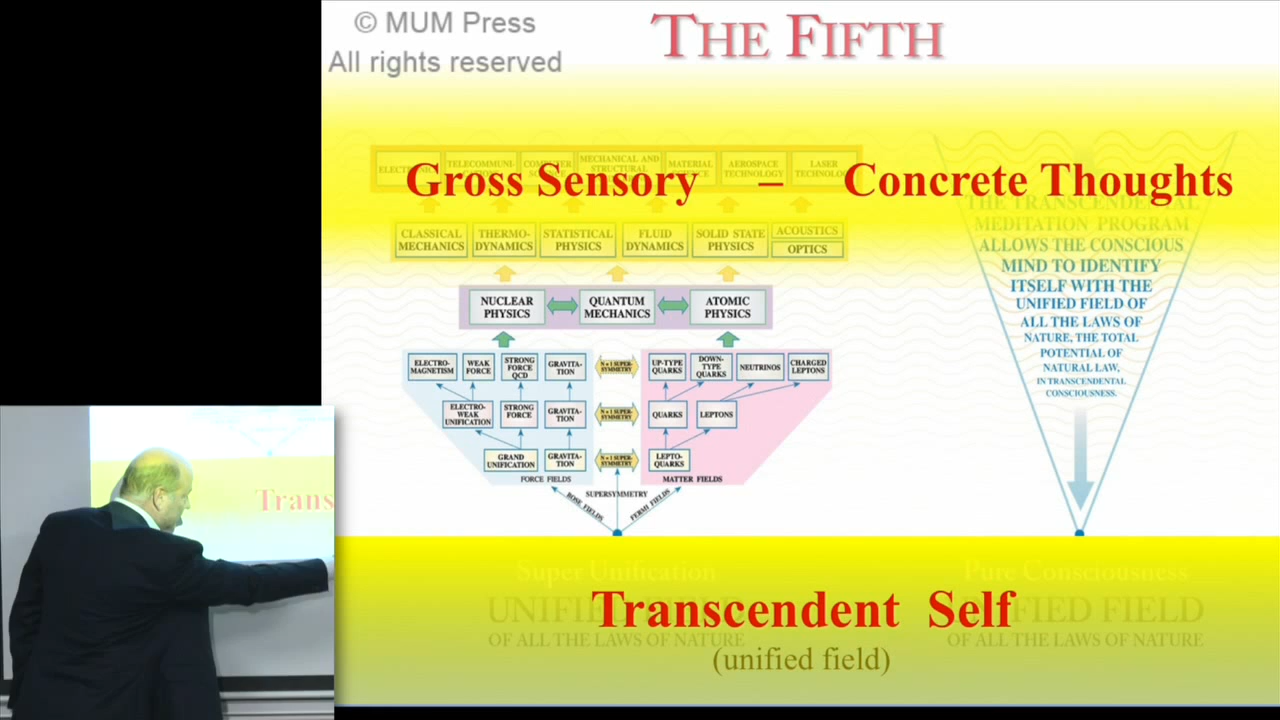 © MUM Press
All rights reserved
THE FIFTH
TELECOMMUNI-
MECHANICAL AND
STRUCTURAL
MATERIAL
AEROSPACE
TECHNOLOGY
LASER
Gross Sensory – Concrete Thoughts
CLASSICAL
MECHANICS
THERMO-
DYNAMICS
STATISTICAL
PHYSICS
FLUID
DYNAMICS
SOLID STATE
PHYSICS
ACOUSTICS
OPTICS
NUCLEAR
PHYSICS
QUANTUM
MECHANICS
ATOMIC
PHYSICS
ELECTRO-
MAGNETISM
WEAK
FORCE
STRONG
FORCE
QCD
GRAVITA-
TION
N = 1 SUPER-
SYMMETRY
UP-TYPE
QUARKS
DOWN-
TYPE
QUARKS
NEUTRINOS
CHARGED
LEPTONS
ELECTRO-
WEAK
UNIFICATION
STRONG
FORCE
GRAVITA-
TION
N = 1 SUPER-
SYMMETRY
QUARKS
LEPTONS
GRAND
UNIFICATION
GRAVITA-
TION
N = 1 SUPER-
SYMMETRY
LEPTO-
QUARKS
FORCE FIELDS
MATTER FIELDS
SUPERSYMMETRY
BOSE FIELDS
FERMI FIELDS
THE TRANSCENDENTAL
MEDITATION PROGRAM
ALLOWS THE CONSCIOUS
MIND TO IDENTIFY
ITSELF WITH THE
UNIFIED FIELD OF
ALL THE LAWS OF
NATURE, THE TOTAL
POTENTIAL OF
NATURAL LAW,
IN TRANSCENDENTAL
CONSCIOUSNESS.
Super Unification
UNIFIED FIELD
OF ALL THE LAWS OF NATURE
Pure Consciousness
UNIFIED FIELD
OF ALL THE LAWS OF NATURE
Transcendent Self
(unified field)
Trans